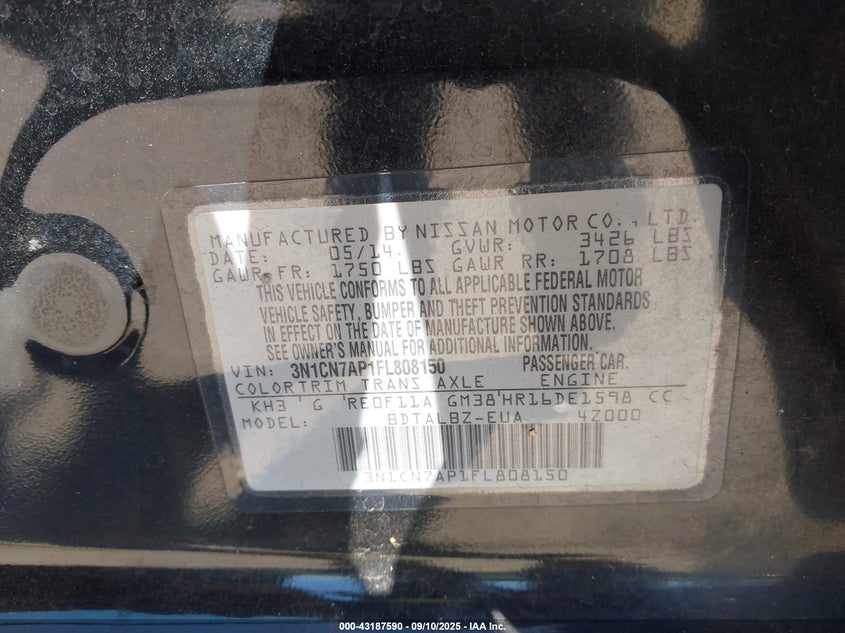 MANUFACTURED BY NISSAN MOTOR CO., LTD.
DATE: 05/14 GVWR: 3426 LBS
GAWR FR: 1750 LBS GAWR RR: 1708 LBS
THIS VEHICLE CONFORMS TO ALL APPLICABLE FEDERAL MOTOR
VEHICLE SAFETY, BUMPER AND THEFT PREVENTION STANDARDS
IN EFFECT ON THE DATE OF MANUFACTURE SHOWN ABOVE.
SEE OWNER'S MANUAL FOR ADDITIONAL INFORMATION.
VIN: 3N1CN7AP1FL808150 PASSENGER CAR.
COLOR TRIM TRANS AXLE ENGINE
KH3 G RE0F11A GM38 HR16DE1598 CC
MODEL: BDTALBZ-EUA 4Z000
3N1CN7AP1FL808150
000-43187590 - 09/10/2025 - IAA Inc.